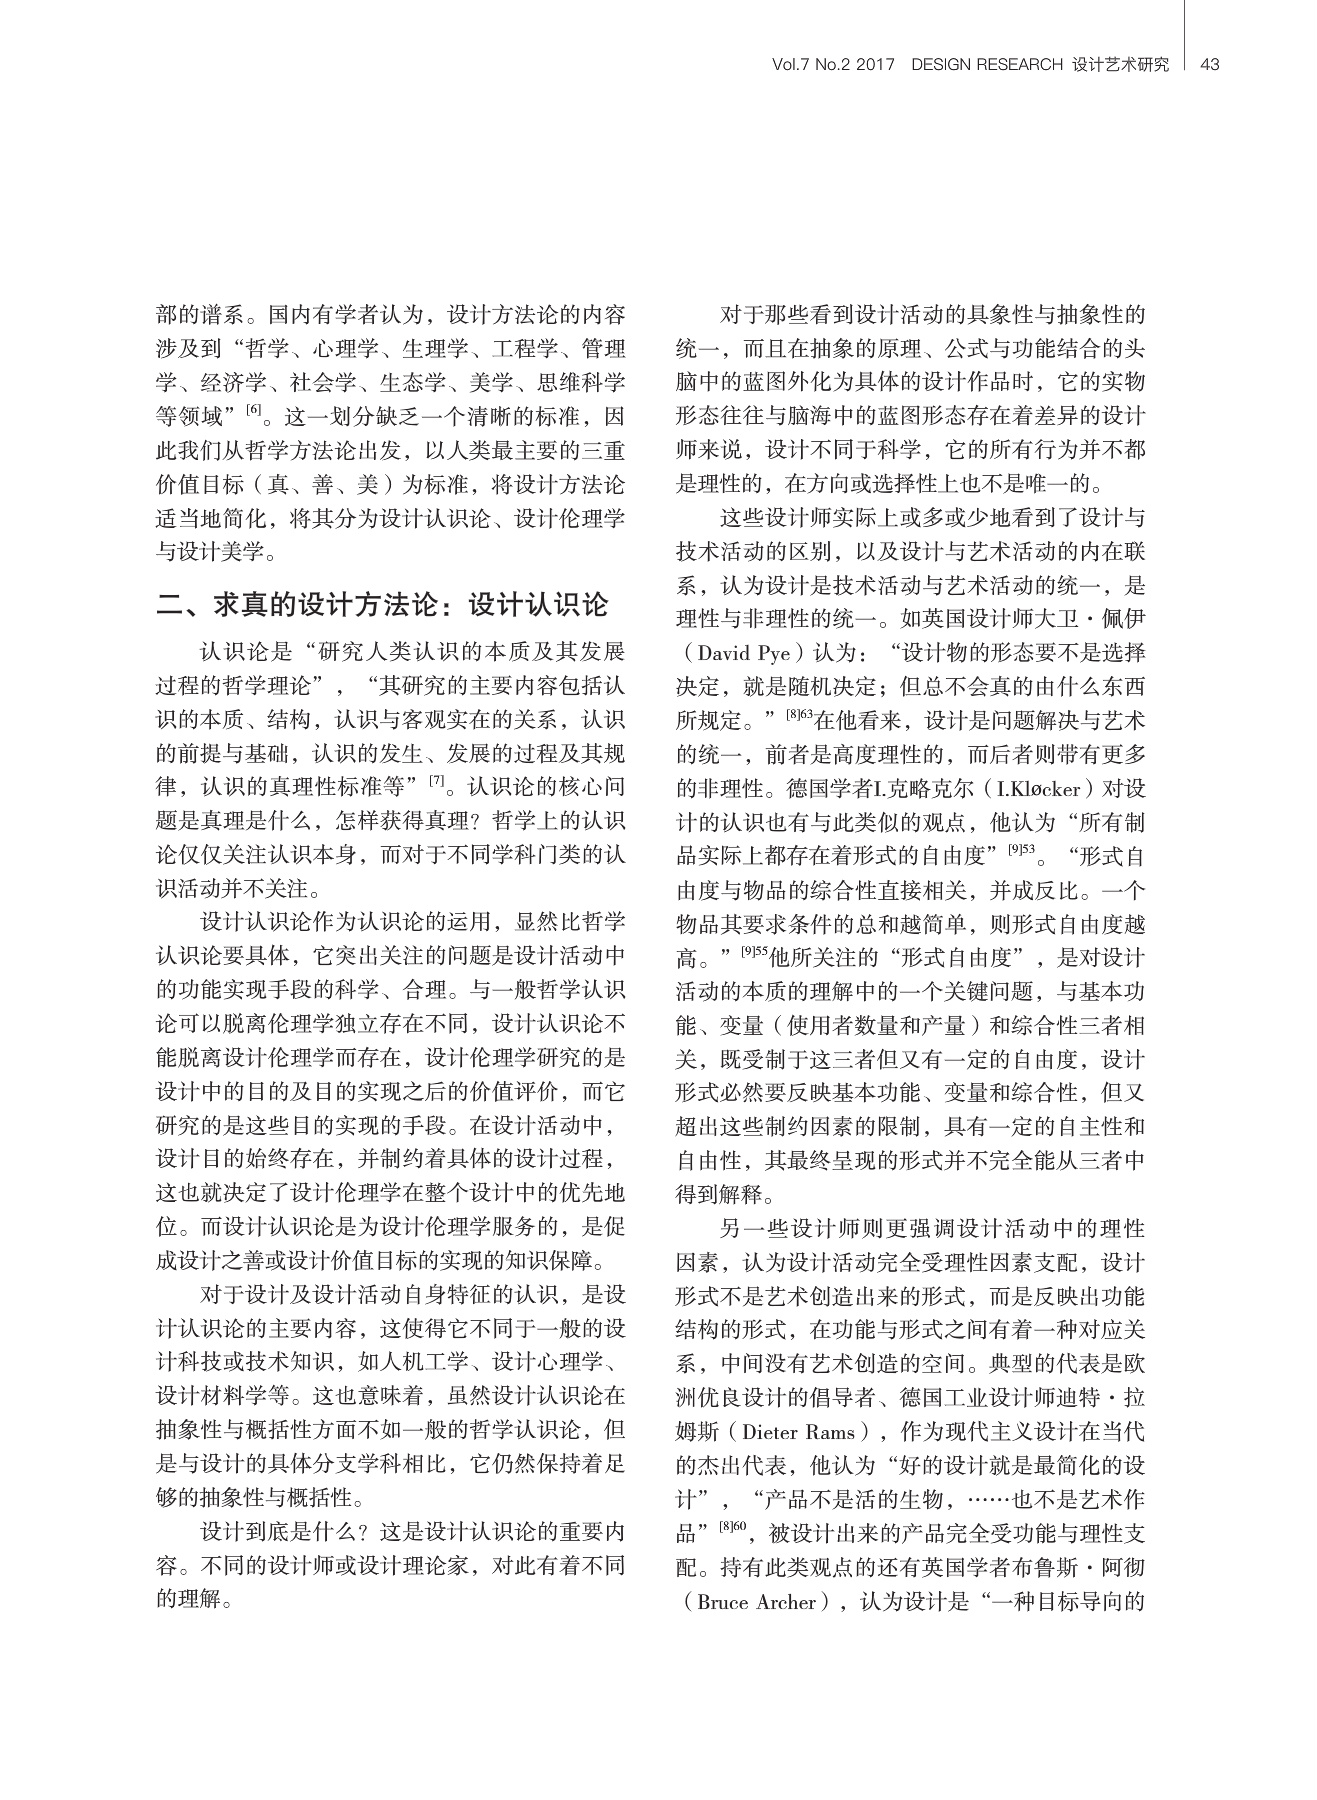 Vol.7 No.2 2017 DESIGN RESEARCH 设计艺术研究 43
部的谱系。国内有学者认为，设计方法论的内容
涉及到“哲学、心理学、生理学、工程学、管理
学、经济学、社会学、生态学、美学、思维科学
等领域”[6]。这一划分缺乏一个清晰的标准，因
此我们从哲学方法论出发，以人类最主要的三重
价值目标（真、善、美）为标准，将设计方法论
适当地简化，将其分为设计认识论、设计伦理学
与设计美学。
二、求真的设计方法论：设计认识论
认识论是“研究人类认识的本质及其发展
过程的哲学理论”，“其研究的主要内容包括认
识的本质、结构，认识与客观实在的关系，认识
的前提与基础，认识的发生、发展的过程及其规
律，认识的真理性标准等”[7]。认识论的核心问
题是真理是什么，怎样获得真理？哲学上的认识
论仅仅关注认识本身，而对于不同学科门类的认
识活动并不关注。
设计认识论作为认识论的运用，显然比哲学
认识论要具体，它突出关注的问题是设计活动中
的功能实现手段的科学、合理。与一般哲学认识
论可以脱离伦理学独立存在不同，设计认识论不
能脱离设计伦理学而存在，设计伦理学研究的是
设计中的目的及目的实现之后的价值评价，而它
研究的是这些目的实现的手段。在设计活动中，
设计目的始终存在，并制约着具体的设计过程，
这也就决定了设计伦理学在整个设计中的优先地
位。而设计认识论是为设计伦理学服务的，是促
成设计之善或设计价值目标的实现的知识保障。
对于设计及设计活动自身特征的认识，是设
计认识论的主要内容，这使得它不同于一般的设
计科技或技术知识，如人机工学、设计心理学、
设计材料学等。这也意味着，虽然设计认识论在
抽象性与概括性方面不如一般的哲学认识论，但
是与设计的具体分支学科相比，它仍然保持着足
够的抽象性与概括性。
设计到底是什么？这是设计认识论的重要内
容。不同的设计师或设计理论家，对此有着不同
的理解。
对于那些看到设计活动的具象性与抽象性的
统一，而且在抽象的原理、公式与功能结合的头
脑中的蓝图外化为具体的设计作品时，它的实物
形态往往与脑海中的蓝图形态存在着差异的设计
师来说，设计不同于科学，它的所有行为并不都
是理性的，在方向或选择性上也不是唯一的。
这些设计师实际上或多或少地看到了设计与
技术活动的区别，以及设计与艺术活动的内在联
系，认为设计是技术活动与艺术活动的统一，是
理性与非理性的统一。如英国设计师大卫·佩伊
（David Pye）认为：“设计物的形态要不是选择
决定，就是随机决定；但总不会真的由什么东西
所规定。”[8]63在他看来，设计是问题解决与艺术
的统一，前者是高度理性的，而后者则带有更多
的非理性。德国学者I.克略克尔（I.Kløcker）对设
计的认识也有与此类似的观点，他认为“所有制
品实际上都存在着形式的自由度”[9]53。“形式自
由度与物品的综合性直接相关，并成反比。一个
物品其要求条件的总和越简单，则形式自由度越
高。”[9]55他所关注的“形式自由度”，是对设计
活动的本质的理解中的一个关键问题，与基本功
能、变量（使用者数量和产量）和综合性三者相
关，既受制于这三者但又有一定的自由度，设计
形式必然要反映基本功能、变量和综合性，但又
超出这些制约因素的限制，具有一定的自主性和
自由性，其最终呈现的形式并不完全能从三者中
得到解释。
另一些设计师则更强调设计活动中的理性
因素，认为设计活动完全受理性因素支配，设计
形式不是艺术创造出来的形式，而是反映出功能
结构的形式，在功能与形式之间有着一种对应关
系，中间没有艺术创造的空间。典型的代表是欧
洲优良设计的倡导者、德国工业设计师迪特·拉
姆斯（Dieter Rams），作为现代主义设计在当代
的杰出代表，他认为“好的设计就是最简化的设
计”，“产品不是活的生物，……也不是艺术作
品”[8]60，被设计出来的产品完全受功能与理性支
配。持有此类观点的还有英国学者布鲁斯·阿彻
（Bruce Archer），认为设计是“一种目标导向的